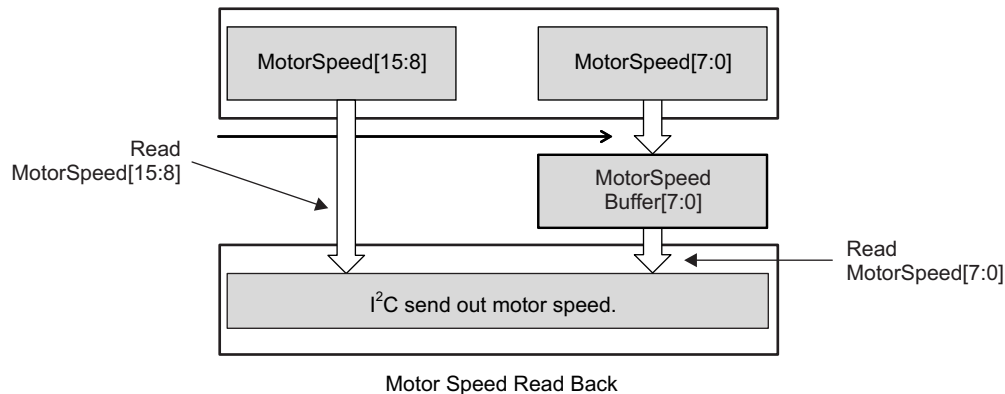 MotorSpeed[15:8]
MotorSpeed[7:0]
Read
MotorSpeed[15:8]
MotorSpeed
Buffer[7:0]
Read
MotorSpeed[7:0]
I²C send out motor speed.
Motor Speed Read Back